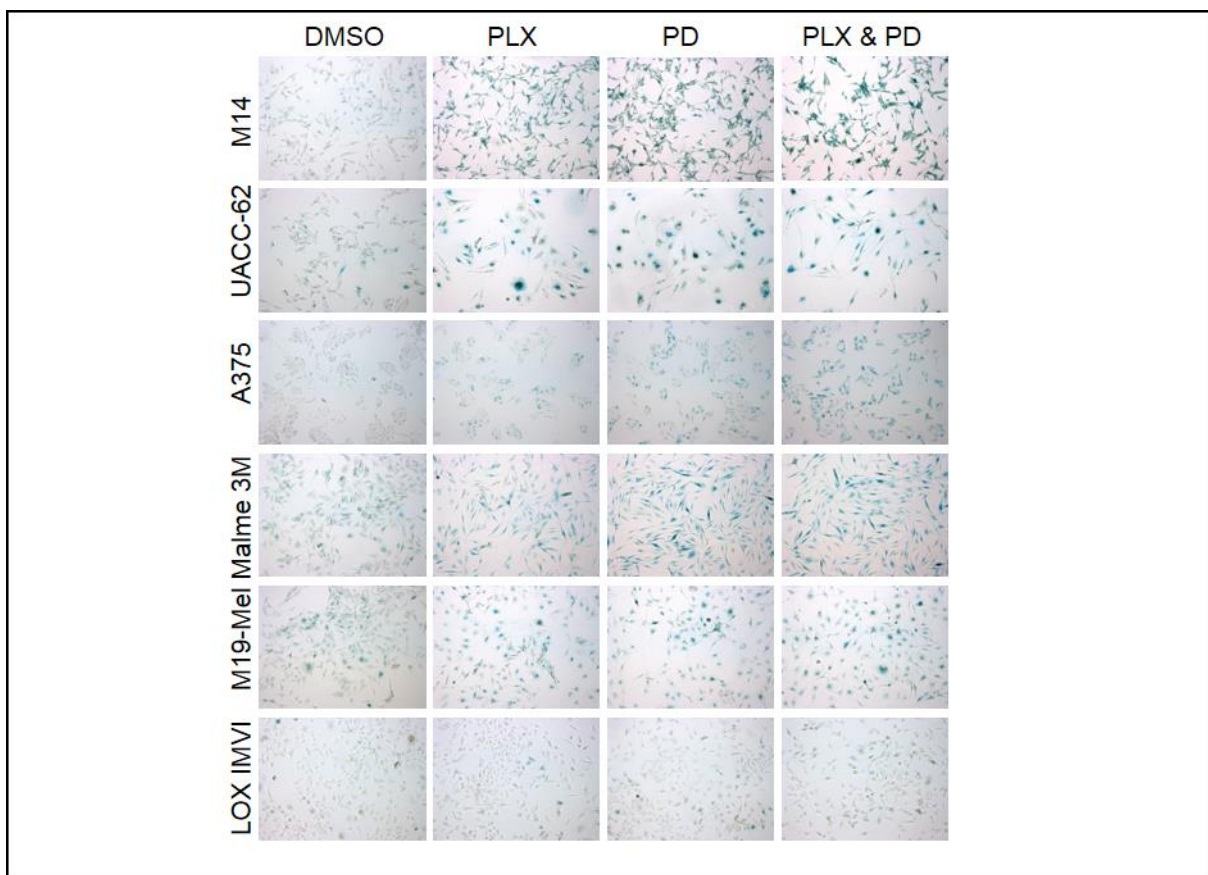 DMSO PLX PD PLX & PD
M14
UACC-62
A375
Malme 3M
M19-Mel
LOX IMVI